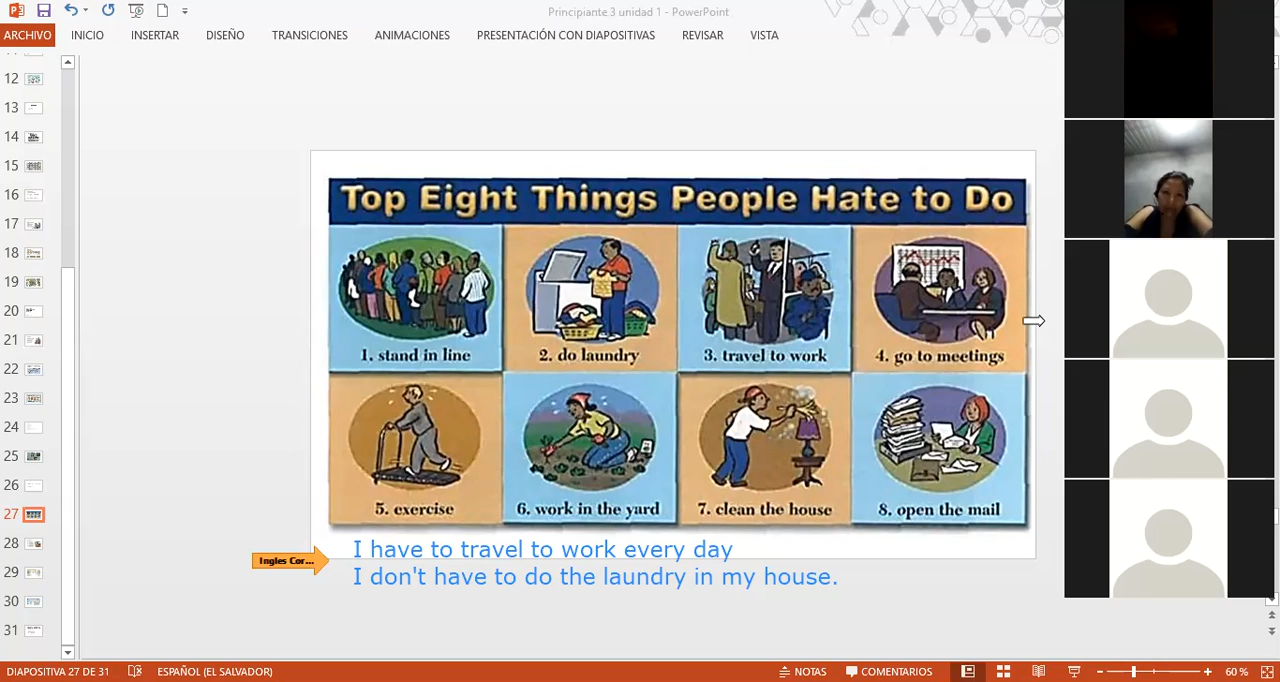 Principiante 3 unidad 1 - PowerPoint
ARCHIVO INICIO INSERTAR DISEÑO TRANSICIONES ANIMACIONES PRESENTACIÓN CON DIAPOSITIVAS REVISAR VISTA
12
13
14
15
16
17
18
19
20
21
22
23
24
25
26
27
28
29
30
31
Top Eight Things People Hate to Do
1. stand in line
2. do laundry
3. travel to work
4. go to meetings
5. exercise
6. work in the yard
7. clean the house
8. open the mail
Ingles Cor...
I have to travel to work every day
I don't have to do the laundry in my house.
DIAPOSITIVA 27 DE 31 ESPAÑOL (EL SALVADOR) NOTAS COMENTARIOS 60 %